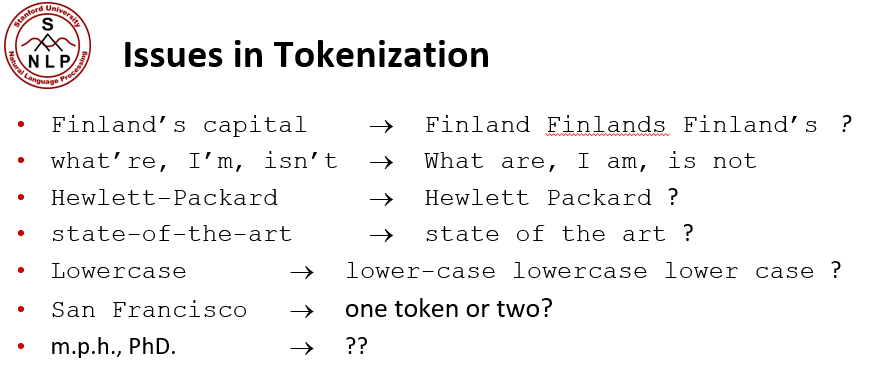 Stanford University
S
NLP
Natural Language Processing
Issues in Tokenization
• Finland’s capital → Finland Finlands Finland’s ?
• what’re, I’m, isn’t → What are, I am, is not
• Hewlett-Packard → Hewlett Packard ?
• state-of-the-art → state of the art ?
• Lowercase → lower-case lowercase lower case ?
• San Francisco → one token or two?
• m.p.h., PhD. → ??